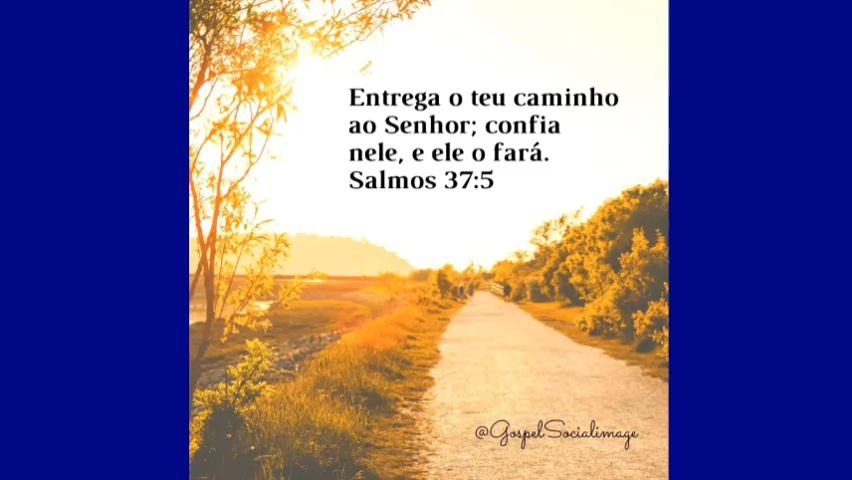 Entrega o teu caminho
ao Senhor; confia
nele, e ele o fará.
Salmos 37:5
@GospelSocialimage